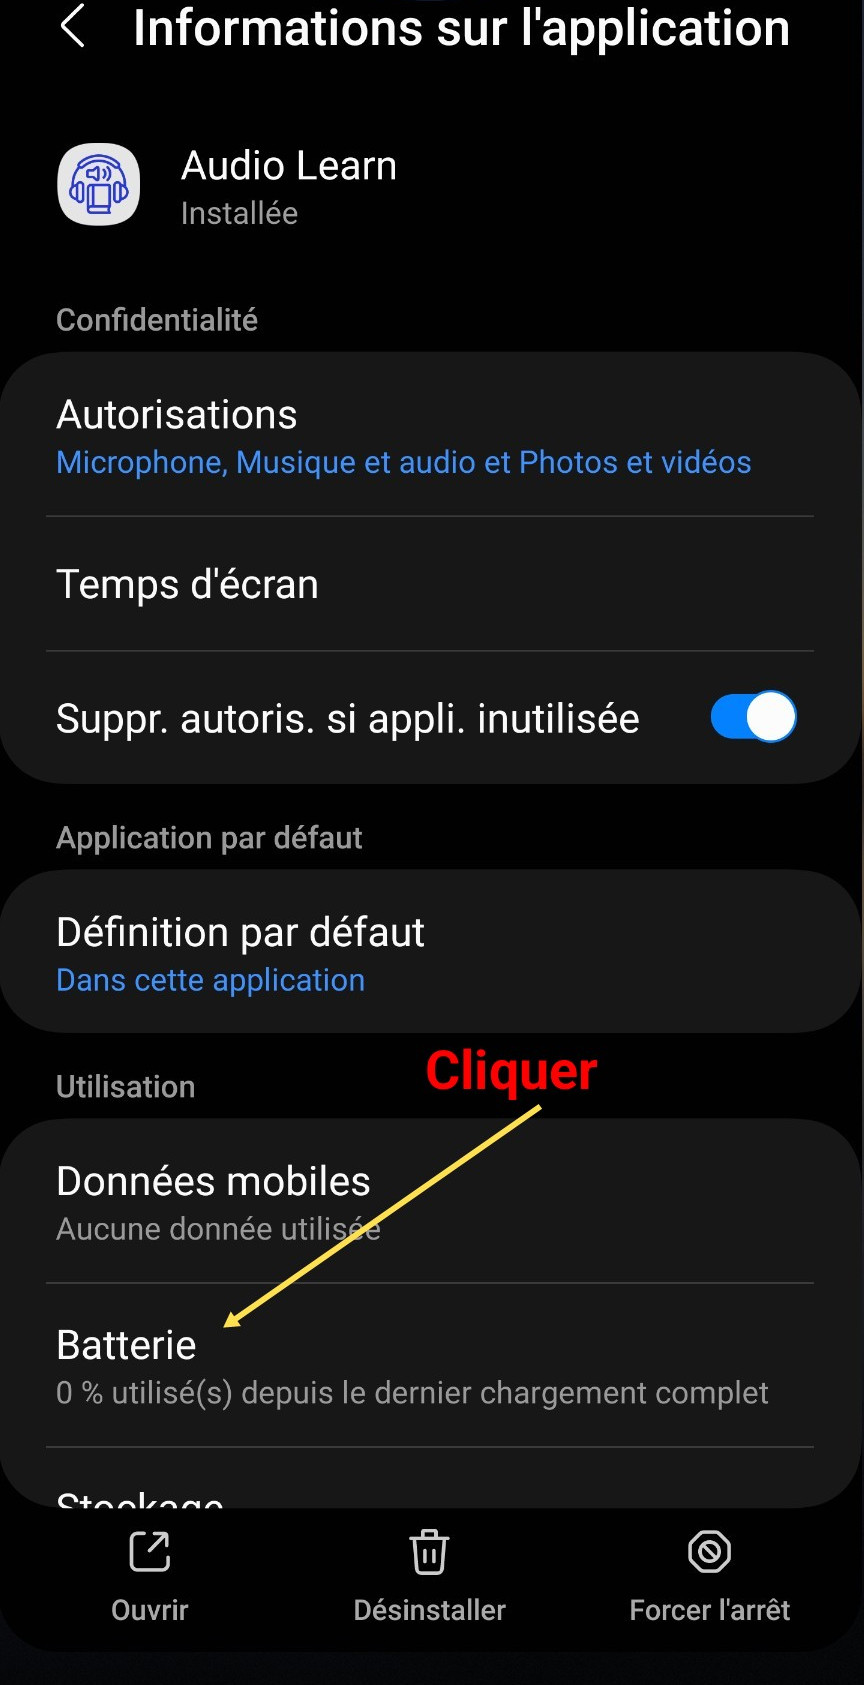 Informations sur l'application
Audio Learn
Installée
Confidentialité
Autorisations
Microphone, Musique et audio et Photos et vidéos
Temps d'écran
Suppr. autoris. si appli. inutilisée
Application par défaut
Définition par défaut
Dans cette application
Cliquer
Utilisation
Données mobiles
Aucune donnée utilisée
Batterie
0 % utilisé(s) depuis le dernier chargement complet
Stockage
Ouvrir
Désinstaller
Forcer l'arrêt